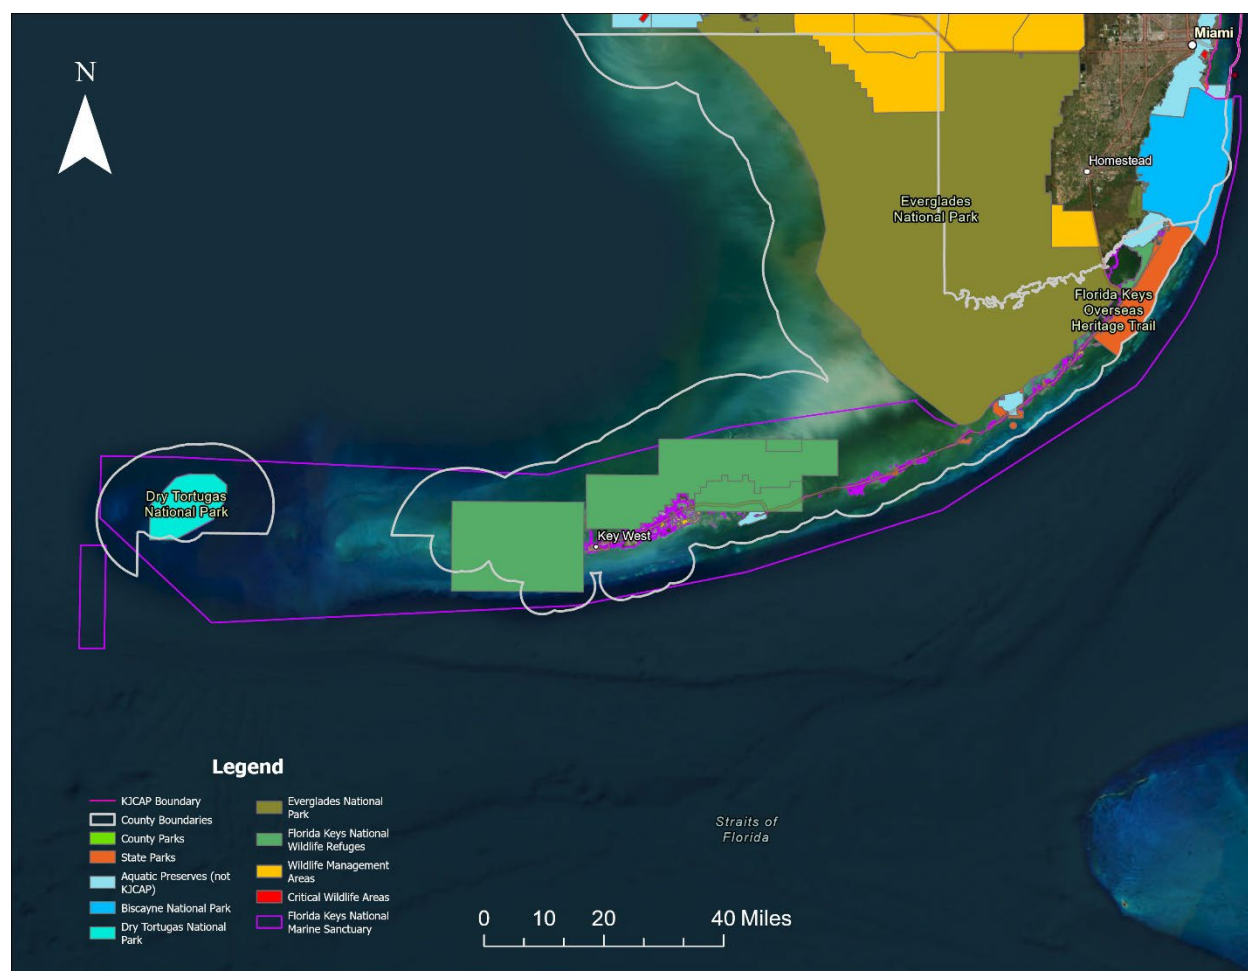 N
Miami
Homestead
Everglades
National Park
Florida Keys
Overseas
Heritage Trail
Dry Tortugas
National Park
Key West
Straits of
Florida
Legend
KJCAP Boundary
County Boundaries
County Parks
State Parks
Aquatic Preserves (not
KJCAP)
Biscayne National Park
Dry Tortugas National
Park
Everglades National
Park
Florida Keys National
Wildlife Refuges
Wildlife Management
Areas
Critical Wildlife Areas
Florida Keys National
Marine Sanctuary
0 10 20 40 Miles